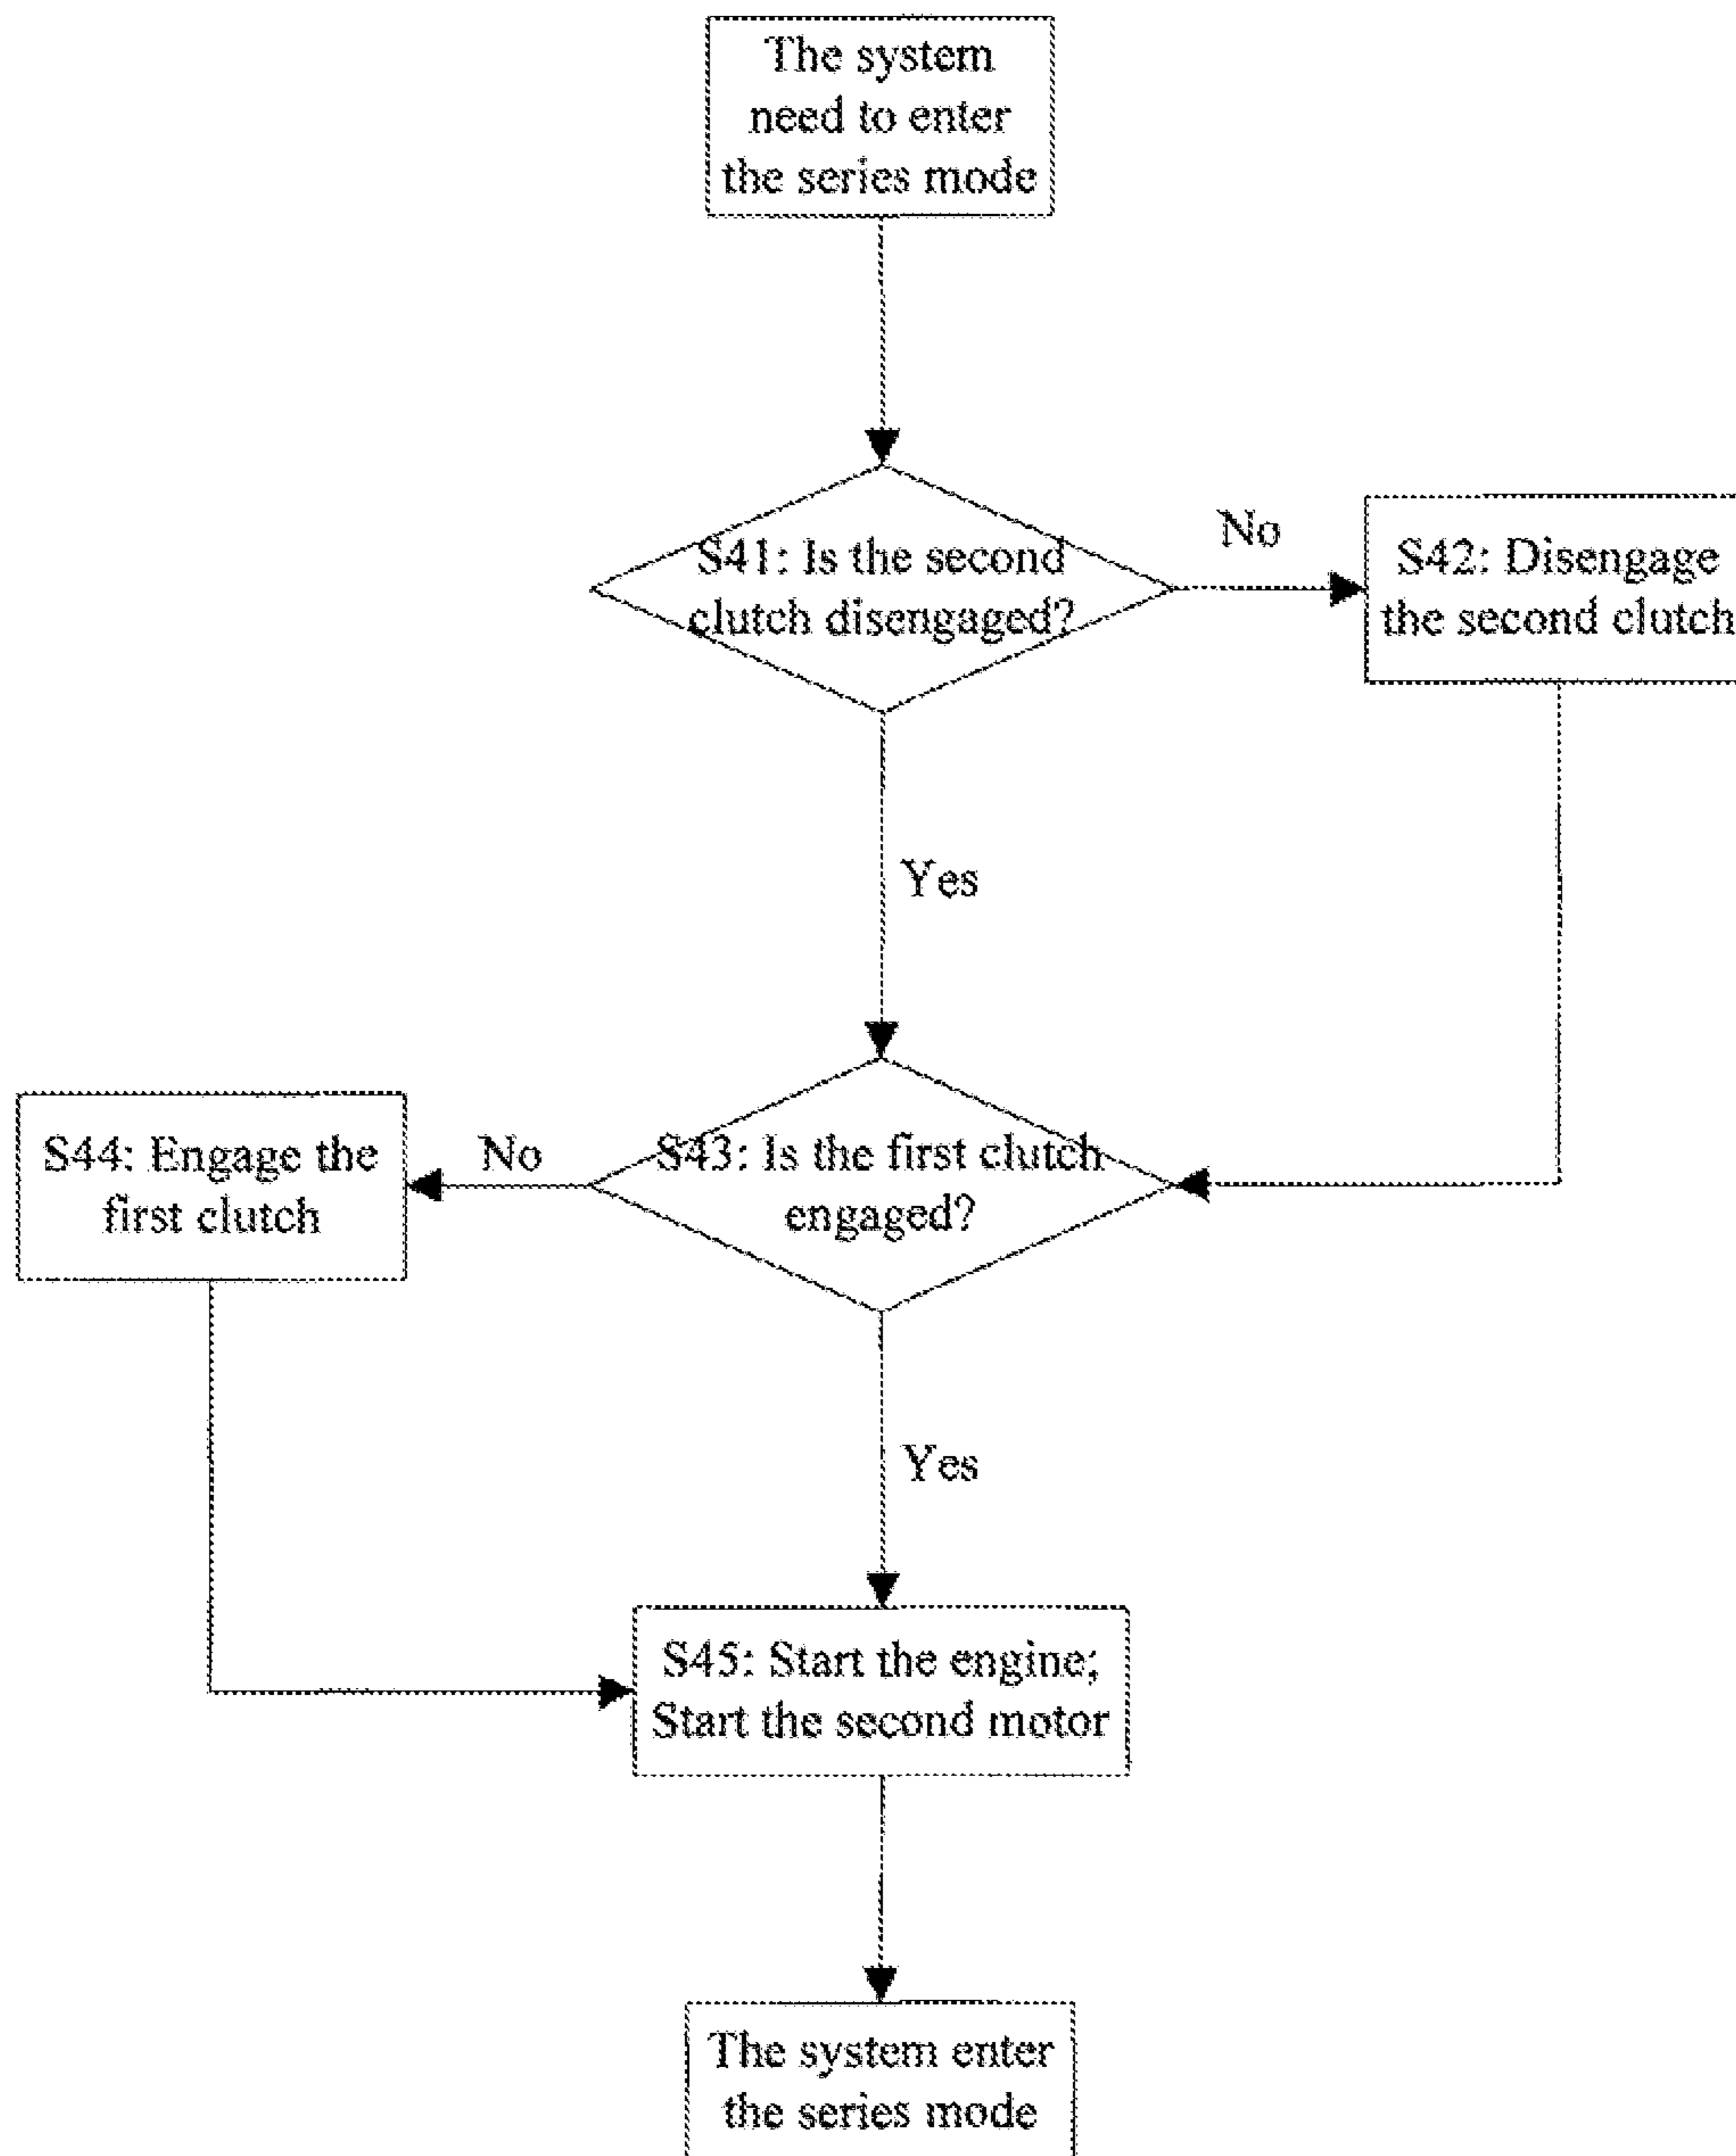 The system
need to enter
the series mode
S41: Is the second
clutch disengaged?
No
S42: Disengage
the second clutch
Yes
S43: Is the first clutch
engaged?
No
S44: Engage the
first clutch
Yes
S45: Start the engine;
Start the second motor
The system enter
the series mode